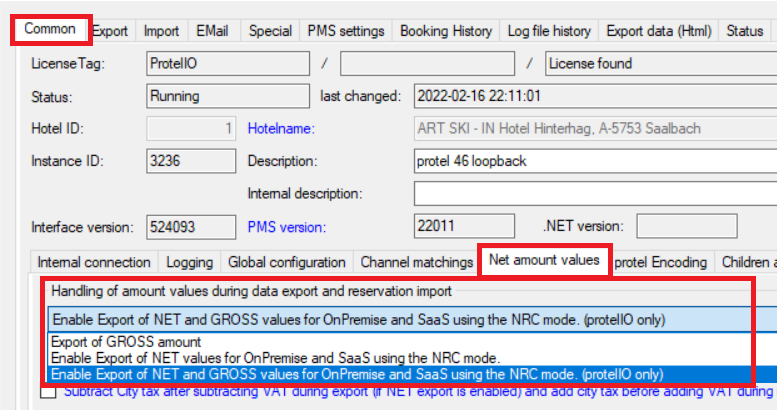 Common Export Import EMail Special PMS settings Booking History Log file history Export data (Html) Status
LicenseTag: ProtelIO / / License found
Status: Running last changed: 2022-02-16 22:11:01
Hotel ID: 1 Hotelname: ART SKI - IN Hotel Hinterhag, A-5753 Saalbach
Instance ID: 3236 Description: protel 46 loopback
Internal description:
Interface version: 524093 PMS version: 22011 .NET version:
Internal connection Logging Global configuration Channel matchings Net amount values protel Encoding Children a
Handling of amount values during data export and reservation import
Enable Export of NET and GROSS values for OnPremise and SaaS using the NRC mode. (protelIO only)
Export of GROSS amount
Enable Export of NET values for OnPremise and SaaS using the NRC mode.
Enable Export of NET and GROSS values for OnPremise and SaaS using the NRC mode. (protelIO only)
Subtract City tax after subtracting VAT during export (if NET export is enabled) and add city tax before adding VAT during